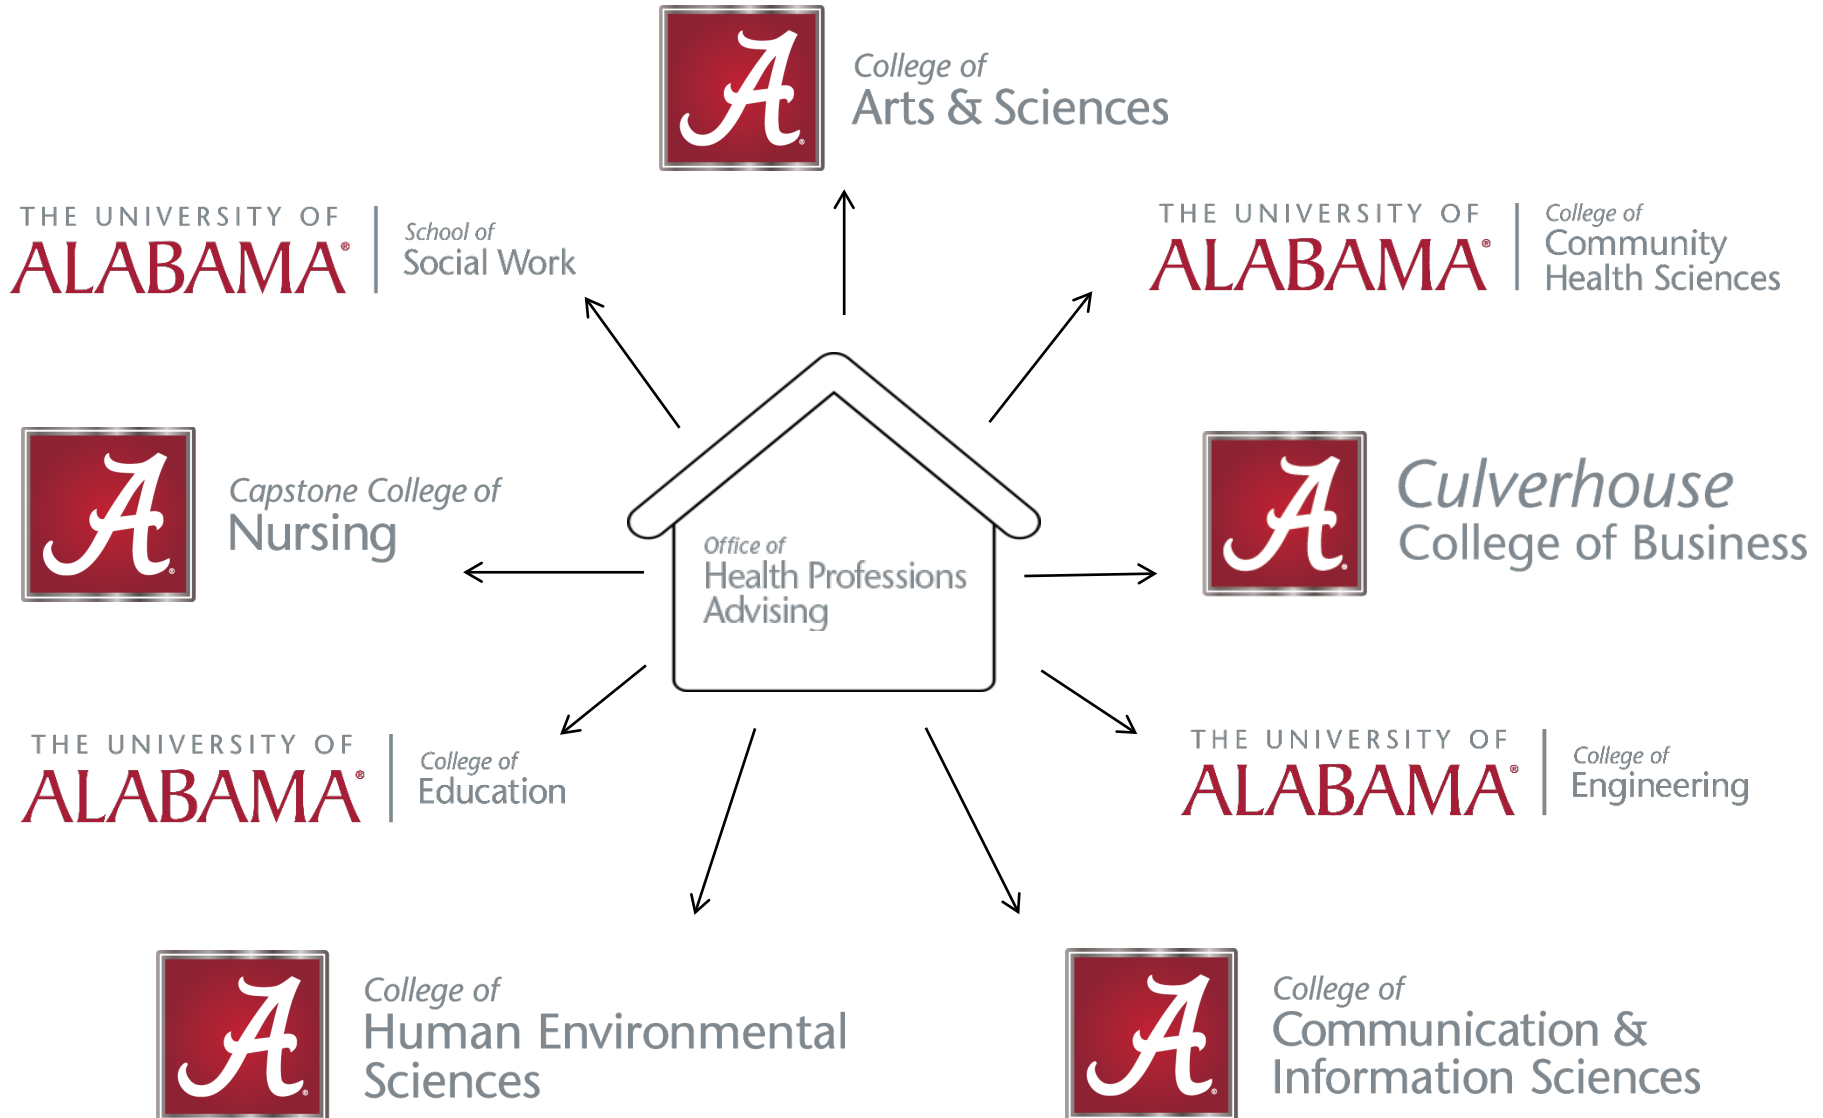 College of
Arts & Sciences
THE UNIVERSITY OF
ALABAMA®
School of
Social Work
THE UNIVERSITY OF
ALABAMA®
College of
Community
Health Sciences
A
Capstone College of
Nursing
Office of
Health Professions
Advising
A
Culverhouse
College of Business
THE UNIVERSITY OF
ALABAMA®
College of
Education
THE UNIVERSITY OF
ALABAMA®
College of
Engineering
A
College of
Human Environmental
Sciences
A
College of
Communication &
Information Sciences
A